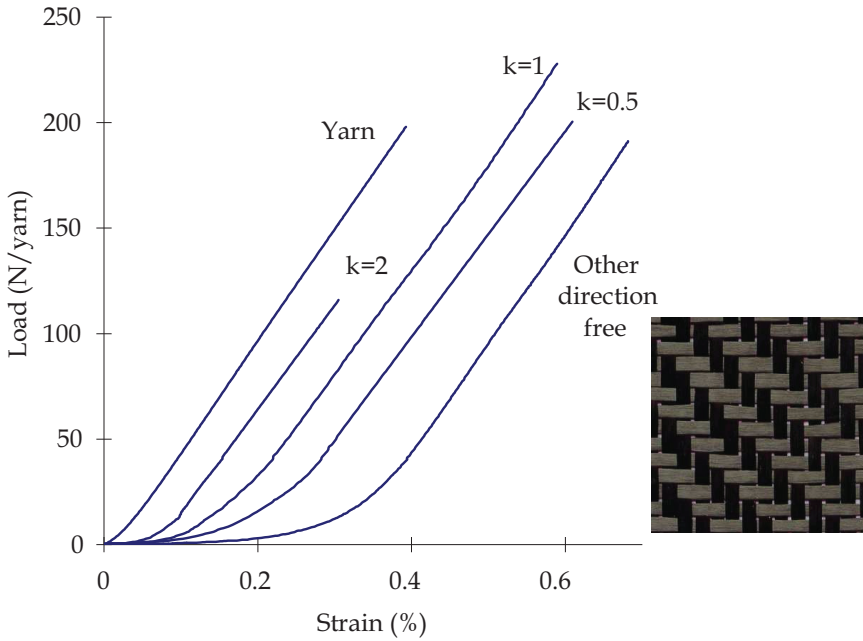 250
200
150
100
50
0
Load (N/yarn)
0
0.2
0.4
0.6
Strain (%)
Yarn
k=2
k=1
k=0.5
Other
direction
free